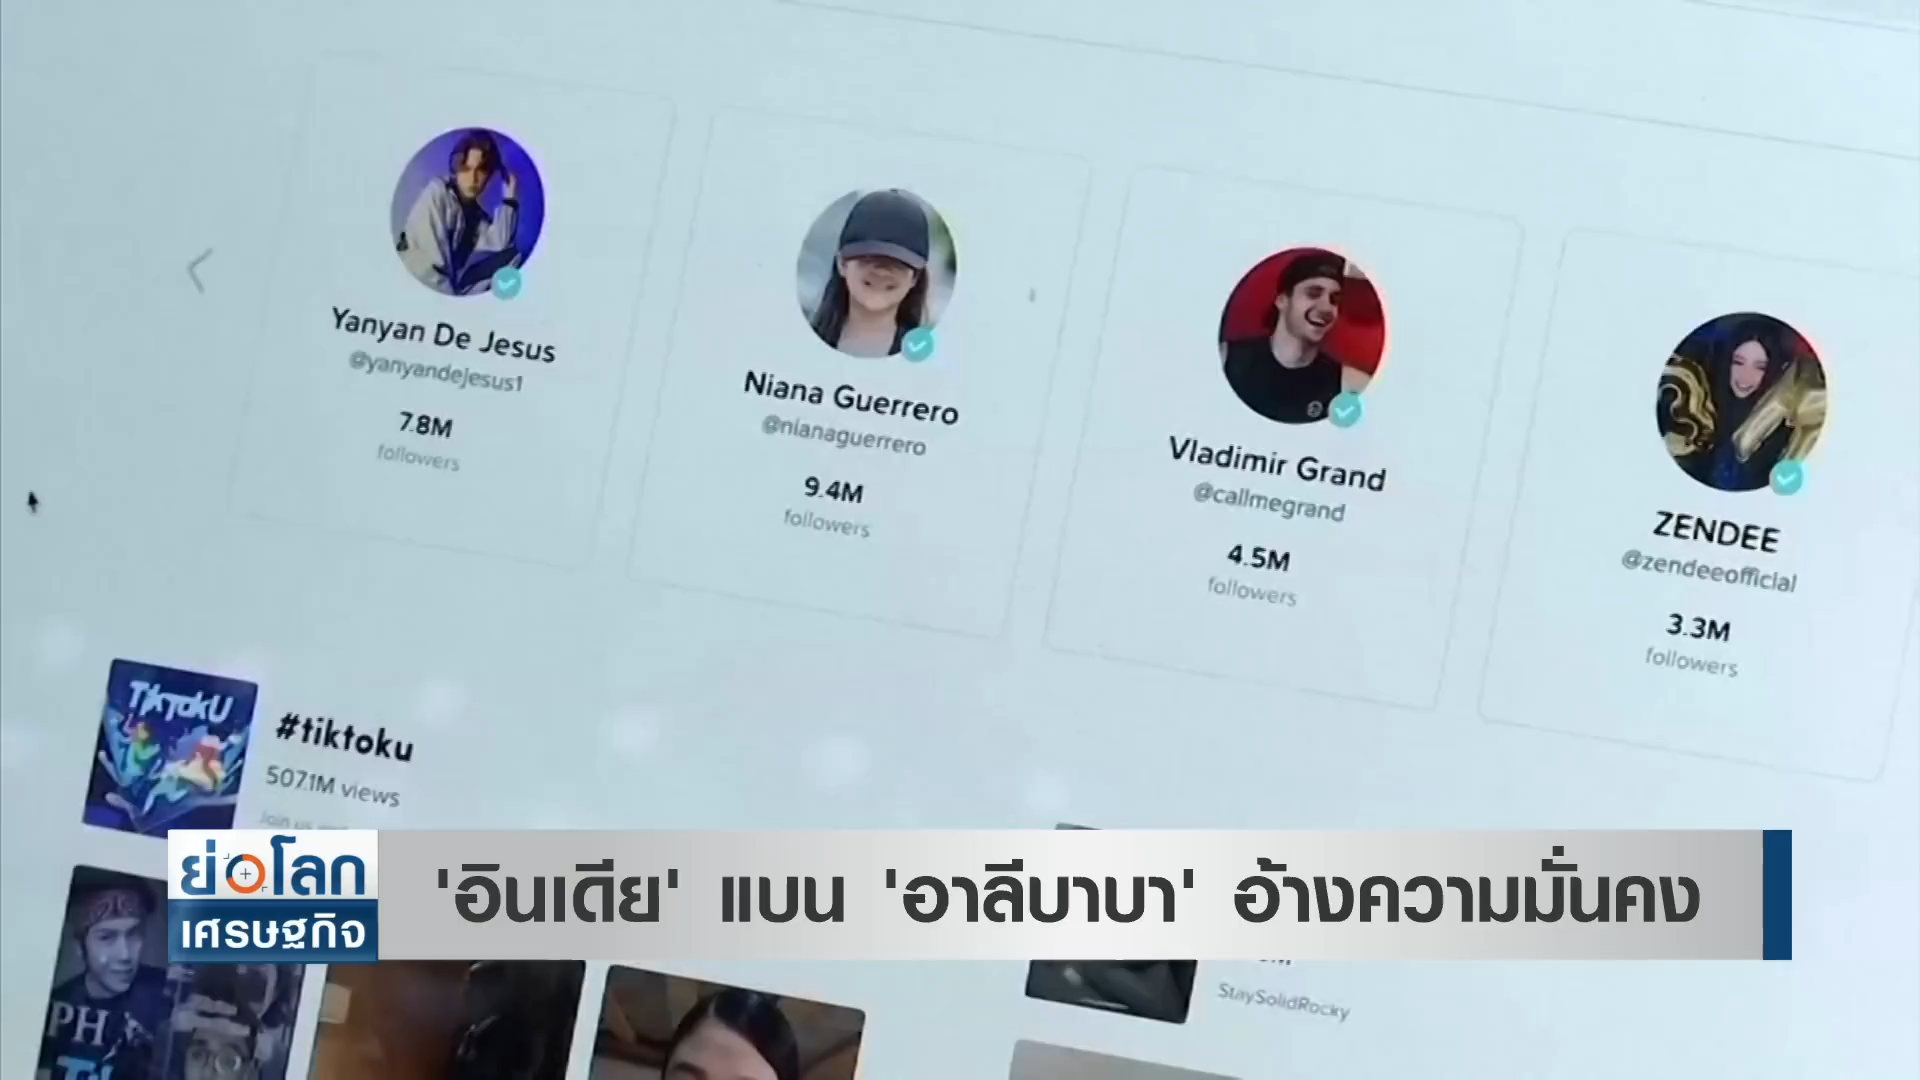 Yanyan De Jesus
@yanyandejesus1
7.8M
followers
Niana Guerrero
@nianaguerrero
9.4M
followers
Vladimir Grand
@callmegrand
4.5M
followers
ZENDEE
@zendeeofficial
3.3M
followers
TikTokU
#tiktoku
507.1M views
Join us
ย่อโลก
เศรษฐกิจ
'อินเดีย' แบน 'อาลีบาบา' อ้างความมั่นคง
StaySolidRocky
PH